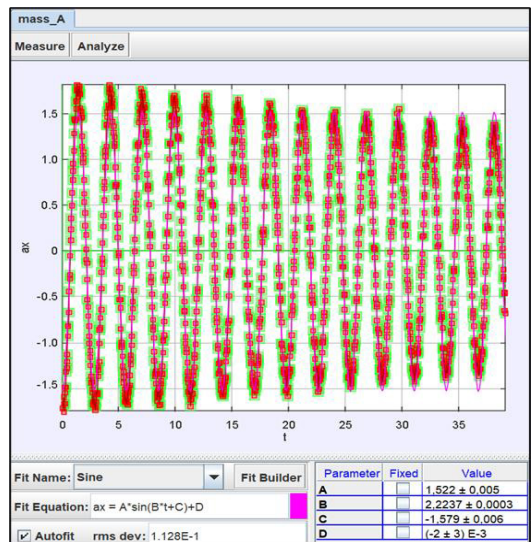 mass_A
Measure Analyze
1.5
1.0
0.5
0
-0.5
-1.0
-1.5
ax
0 5 10 15 20 25 30 35
t
Fit Name: Sine Fit Builder
Fit Equation: ax = A*sin(B*t+C)+D
Autofit rms dev: 1.128E-1
Parameter Fixed Value
A 1,522 ± 0,005
B 2,2237 ± 0,0003
C -1,579 ± 0,006
D (-2 ± 3) E-3